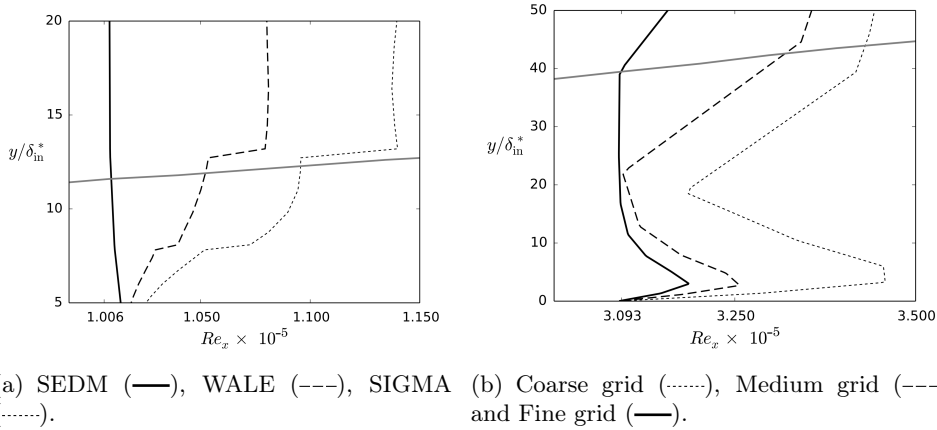 20
15
10
5
y/δ*in
1.006 1.050 1.100 1.150
Re_x × 10^-5
50
40
30
20
10
0
y/δ*in
3.093 3.250 3.500
Re_x × 10^-5
a) SEDM (——), WALE (---), SIGMA
(······).
(b) Coarse grid (······), Medium grid (---
and Fine grid (——).